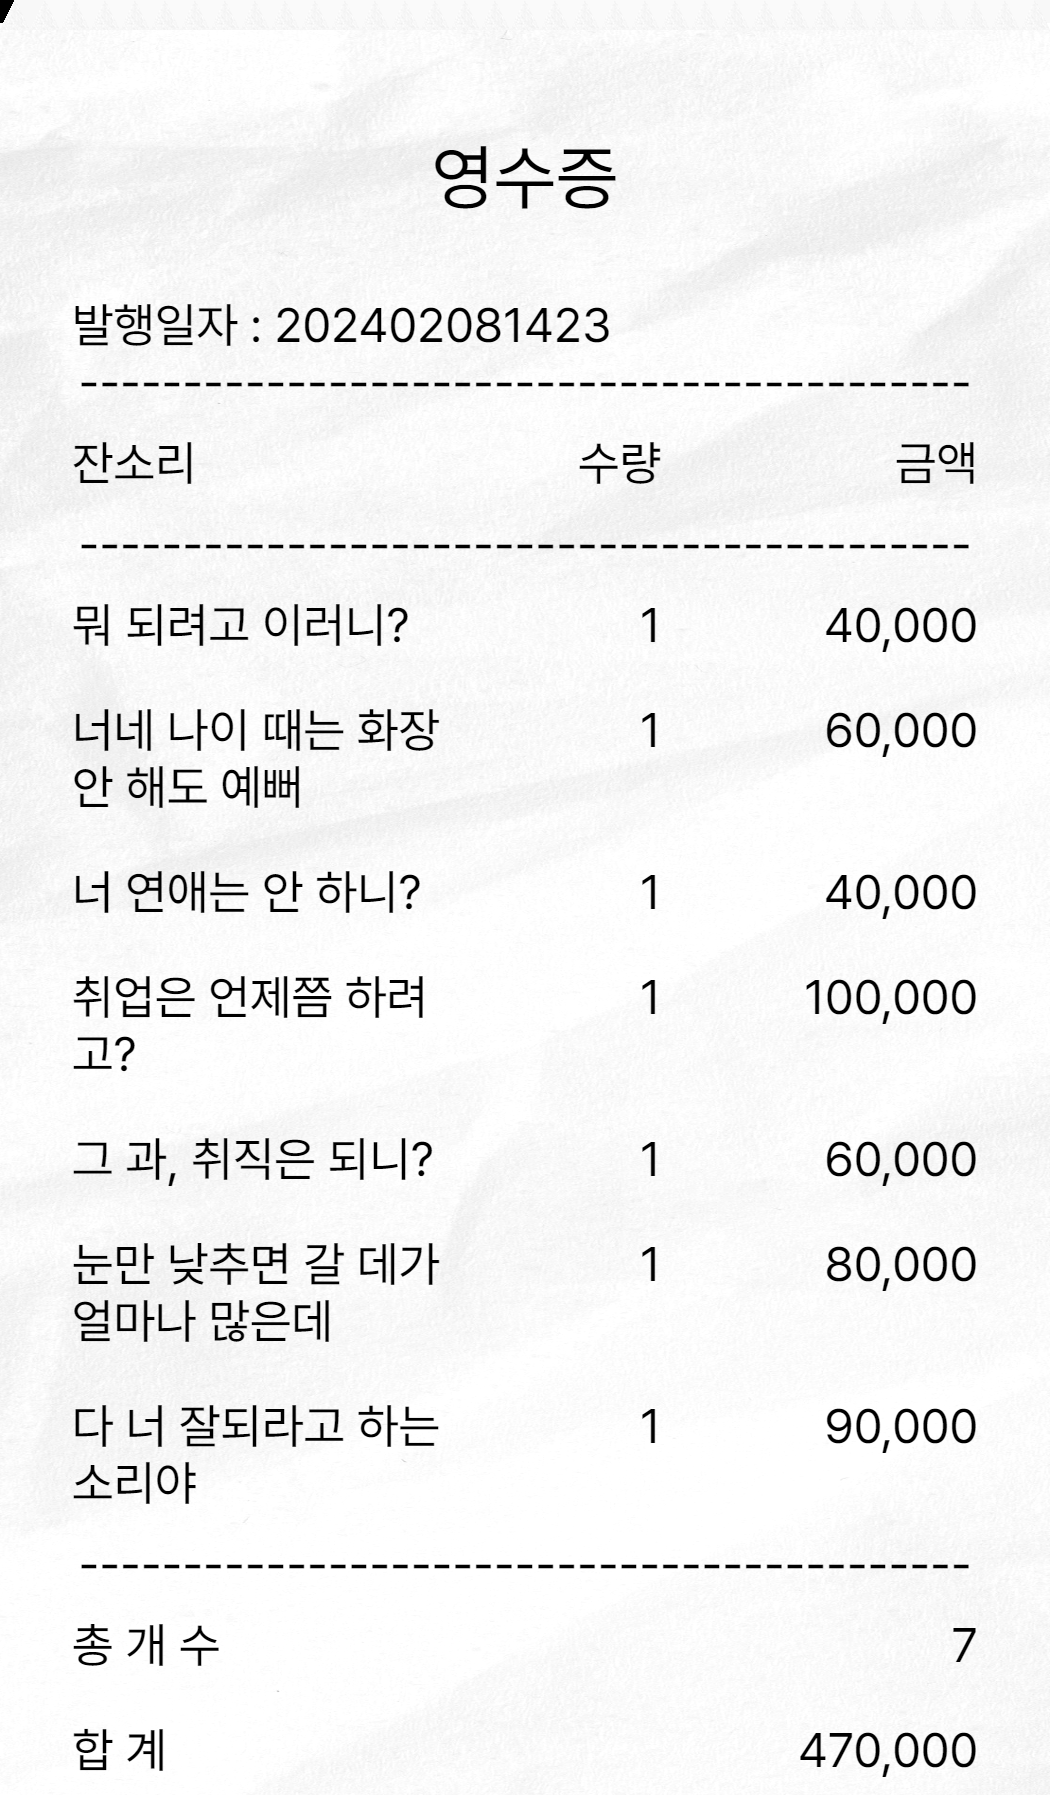 영수증
발행일자 : 202402081423
-------------------------------------------
잔소리 수량 금액
-------------------------------------------
뭐 되려고 이러니? 1 40,000
너네 나이 때는 화장 1 60,000
안 해도 예뻐
너 연애는 안 하니? 1 40,000
취업은 언제쯤 하려 1 100,000
고?
그 과, 취직은 되니? 1 60,000
눈만 낮추면 갈 데가 1 80,000
얼마나 많은데
다 너 잘되라고 하는 1 90,000
소리야
-------------------------------------------
총 개 수 7
합 계 470,000